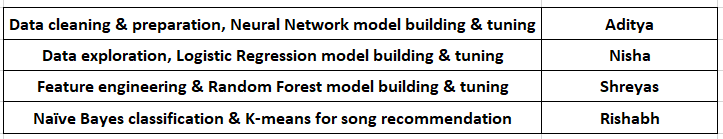 Data cleaning & preparation, Neural Network model building & tuning Aditya
Data exploration, Logistic Regression model building & tuning Nisha
Feature engineering & Random Forest model building & tuning Shreyas
Naïve Bayes classification & K-means for song recommendation Rishabh